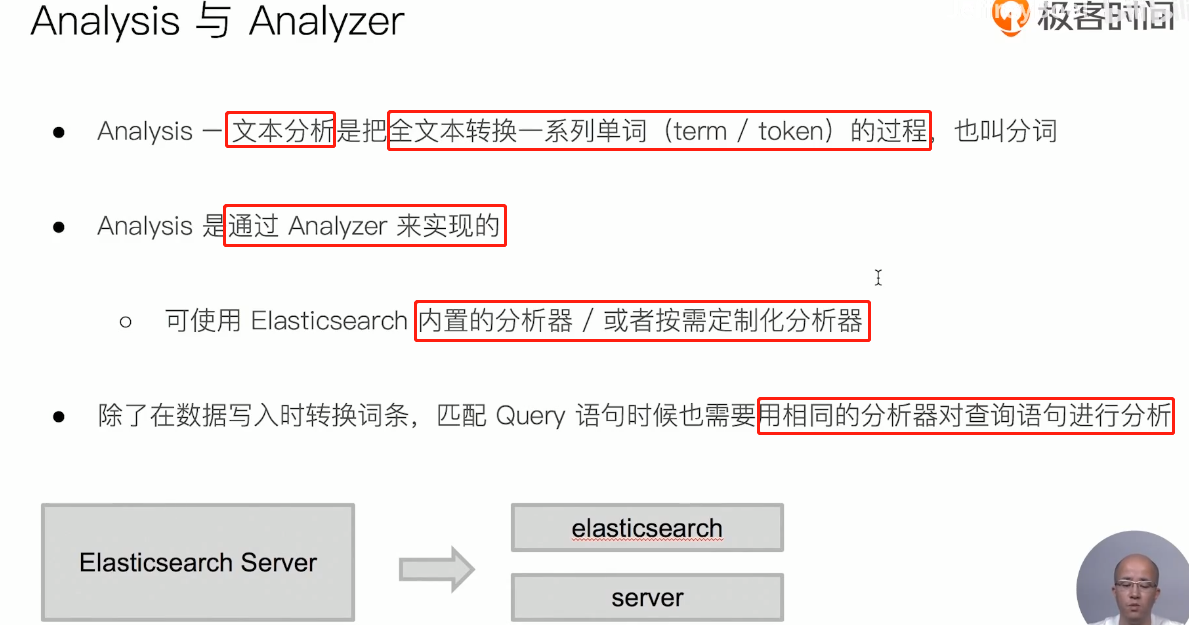 Analysis 与 Analyzer
极客时间
● Analysis — 文本分析是把全文本转换一系列单词（term / token）的过程，也叫分词
● Analysis 是通过 Analyzer 来实现的
○ 可使用 Elasticsearch 内置的分析器 / 或者按需定制化分析器
● 除了在数据写入时转换词条，匹配 Query 语句时候也需要用相同的分析器对查询语句进行分析
Elasticsearch Server
elasticsearch
server